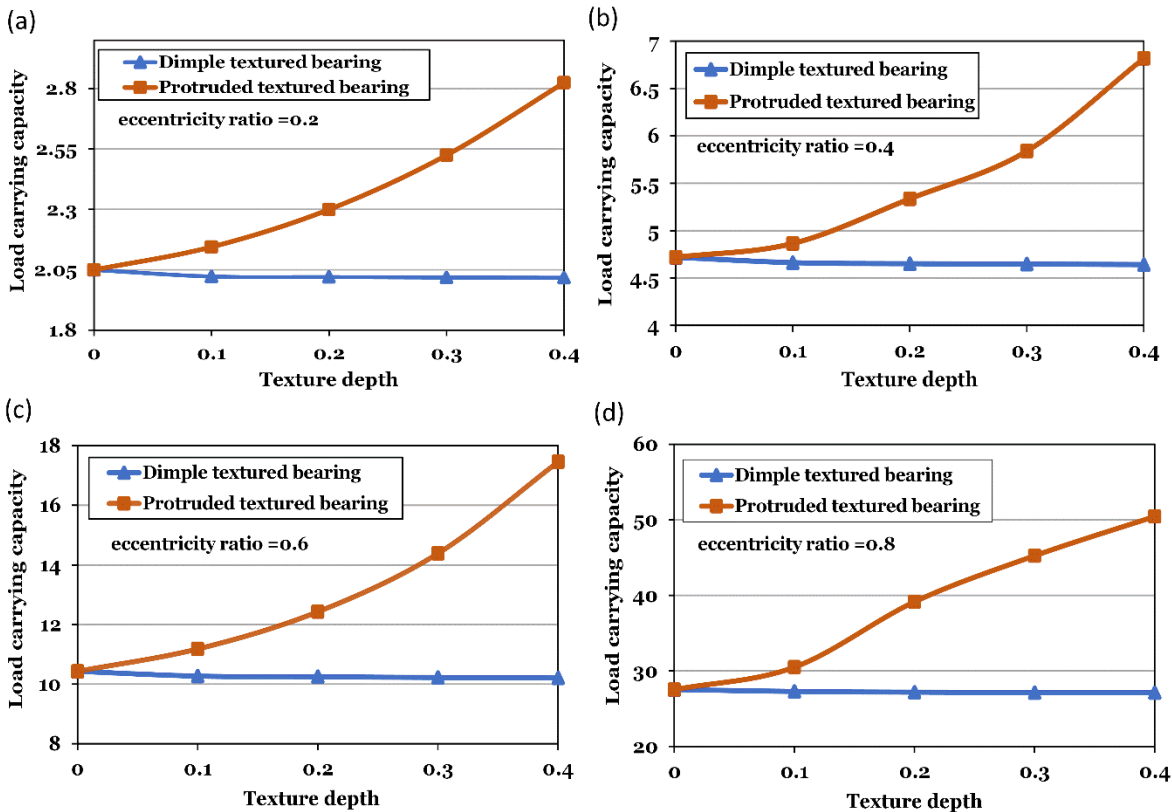 (a)
Load carrying capacity
2.8
2.55
2.3
2.05
1.8
Dimple textured bearing
Protruded textured bearing
eccentricity ratio =0.2
0 0.1 0.2 0.3 0.4
Texture depth
(b)
Load carrying capacity
7
6.5
6
5.5
5
4.5
4
Dimple textured bearing
Protruded textured bearing
eccentricity ratio =0.4
0 0.1 0.2 0.3 0.4
Texture depth
(c)
Load carrying capacity
18
16
14
12
10
8
Dimple textured bearing
Protruded textured bearing
eccentricity ratio =0.6
0 0.1 0.2 0.3 0.4
Texture depth
(d)
Load carrying capacity
60
50
40
30
20
Dimple textured bearing
Protruded textured bearing
eccentricity ratio =0.8
0 0.1 0.2 0.3 0.4
Texture depth